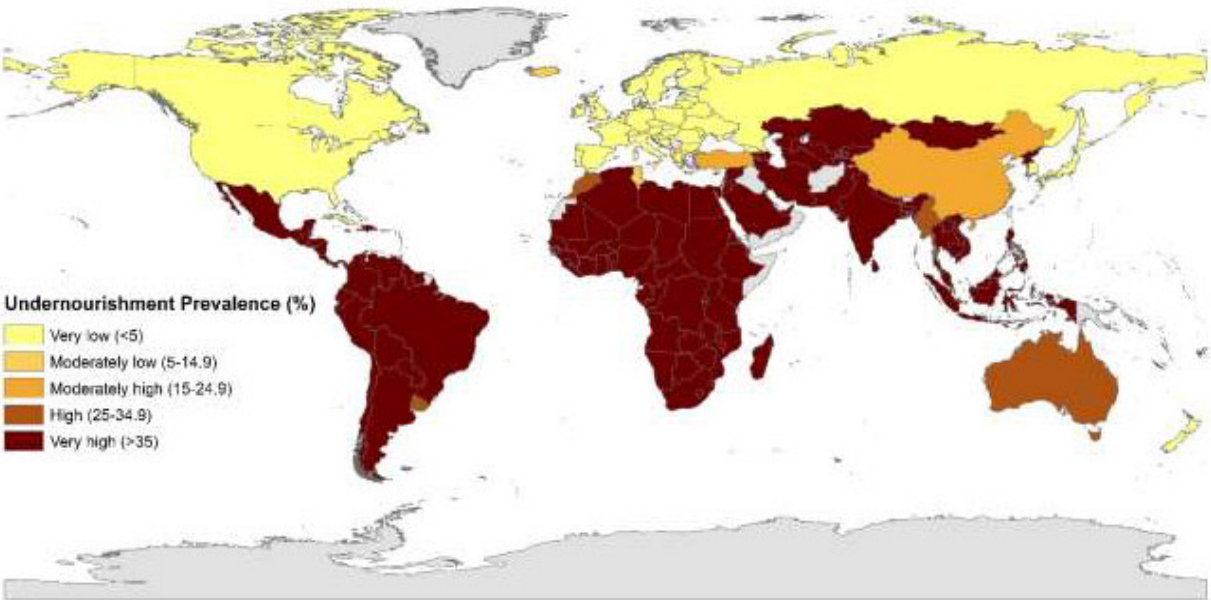 Undernourishment Prevalence (%)
Very low (<5)
Moderately low (5-14.9)
Moderately high (15-24.9)
High (25-34.9)
Very high (>35)